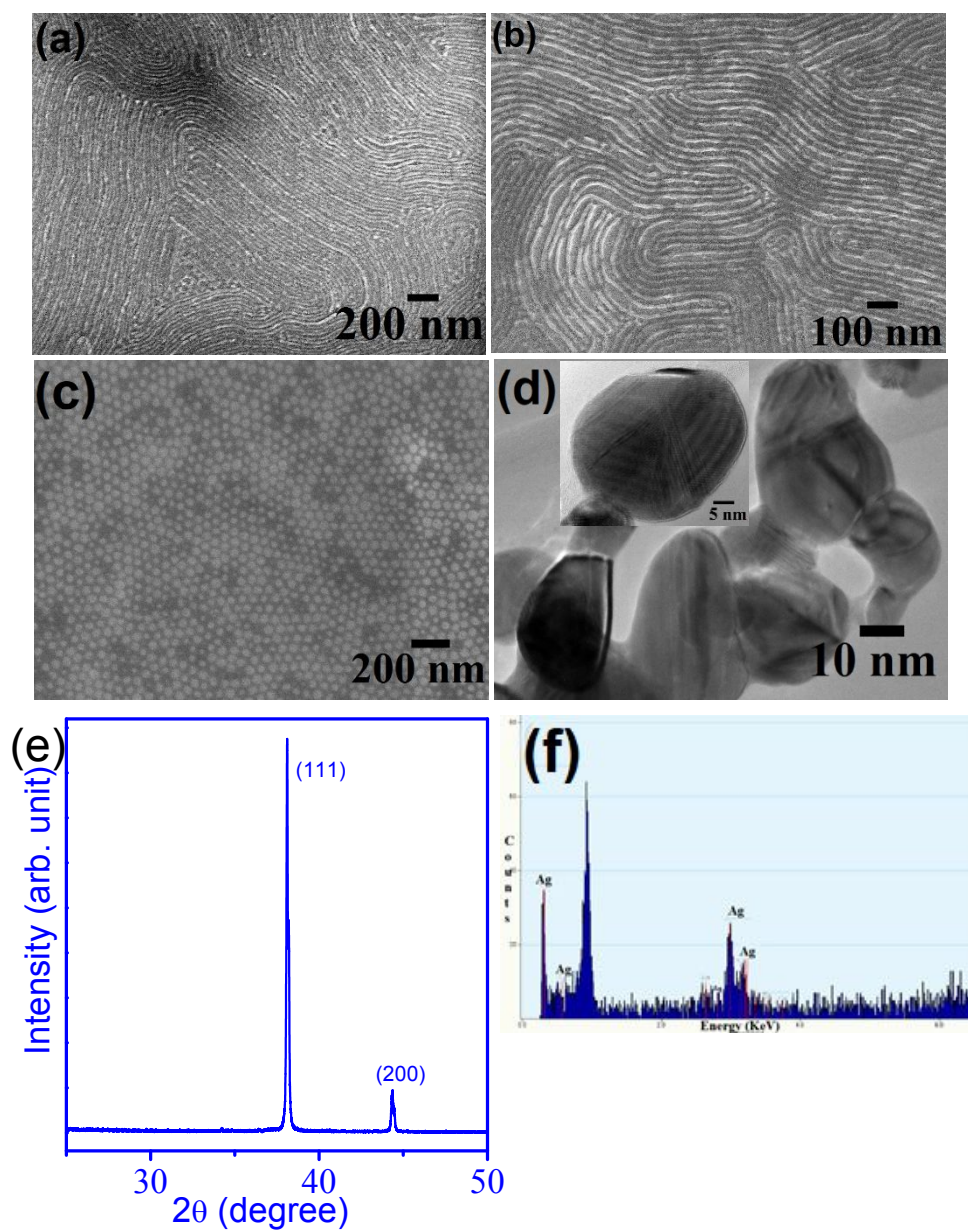 (a)
200 nm
(b)
100 nm
(c)
200 nm
(d)
5 nm
10 nm
(e)
Intensity (arb. unit)
(111)
(200)
30
40
50
2θ (degree)
(f)
Counts
Ag
Ag
Ag
Ag
Energy (KeV)